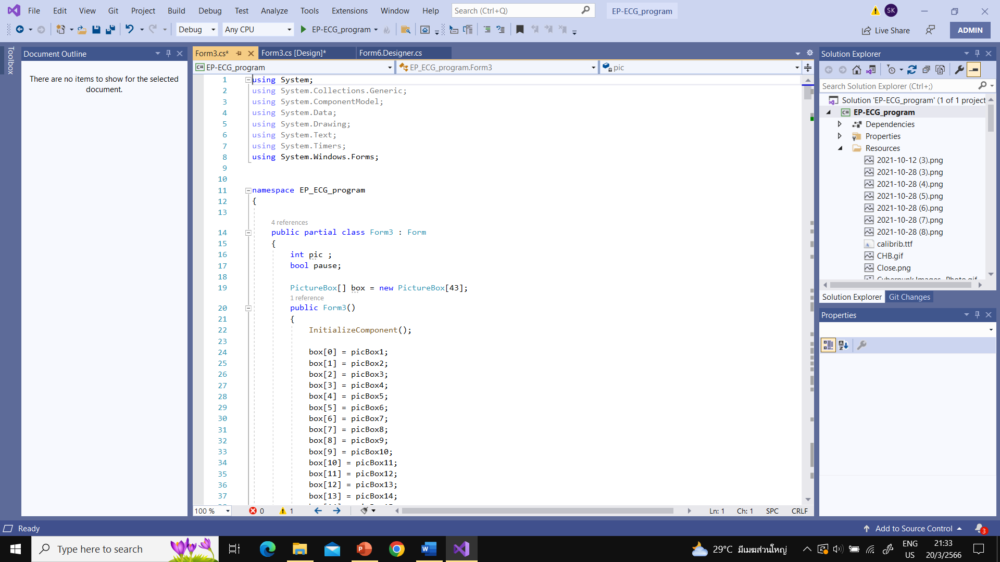 File Edit View Git Project Build Debug Test Analyze Tools Extensions Window Help Search (Ctrl+Q) EP-ECG_program SK
Debug Any CPU EP-ECG_program Live Share ADMIN
Toolbox
Document Outline
There are no items to show for the selected
document.
Form3.cs* Form3.cs [Design]* Form6.Designer.cs
C# EP-ECG_program EP_ECG_program.Form3 pic
1 using System;
2 using System.Collections.Generic;
3 using System.ComponentModel;
4 using System.Data;
5 using System.Drawing;
6 using System.Text;
7 using System.Timers;
8 using System.Windows.Forms;
9
10
11 namespace EP_ECG_program
12 {
13
4 references
14 public partial class Form3 : Form
15 {
16 int pic ;
17 bool pause;
18
19 PictureBox[] box = new PictureBox[43];
1 reference
20 public Form3()
21 {
22 InitializeComponent();
23
24 box[0] = picBox1;
25 box[1] = picBox2;
26 box[2] = picBox3;
27 box[3] = picBox4;
28 box[4] = picBox5;
29 box[5] = picBox6;
30 box[6] = picBox7;
31 box[7] = picBox8;
32 box[8] = picBox9;
33 box[9] = picBox10;
34 box[10] = picBox11;
35 box[11] = picBox12;
36 box[12] = picBox13;
37 box[13] = picBox14;
100 % 0 1 Ln: 1 Ch: 1 SPC CRLF
Solution Explorer
Search Solution Explorer (Ctrl+;)
Solution 'EP-ECG_program' (1 of 1 project
C# EP-ECG_program
Dependencies
Properties
Resources
2021-10-12 (3).png
2021-10-28 (3).png
2021-10-28 (4).png
2021-10-28 (5).png
2021-10-28 (6).png
2021-10-28 (7).png
2021-10-28 (8).png
calibrib.ttf
CHB.gif
Close.png
Solution Explorer Git Changes
Properties
Ready Add to Source Control 3
Type here to search 29°C มีเมฆส่วนใหญ่ ENG 21:33
US 20/3/2566